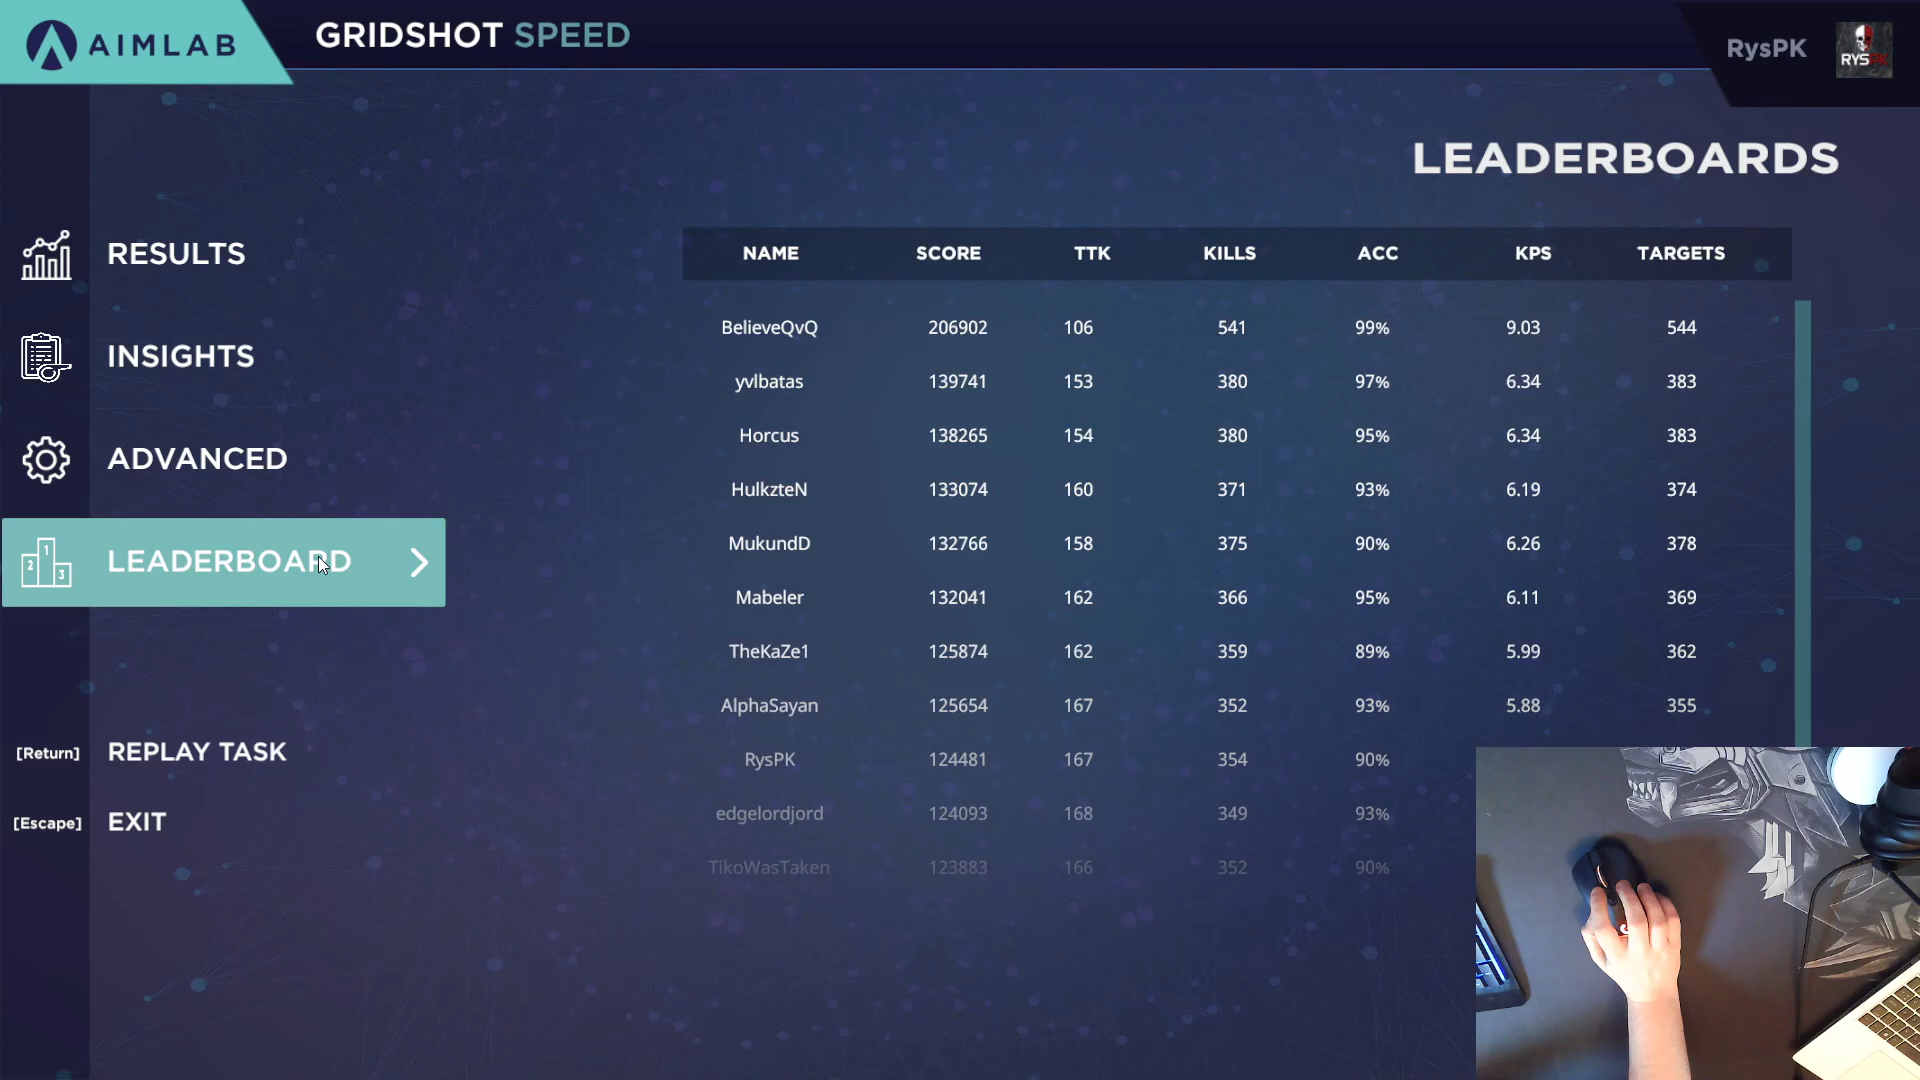 AIMLAB
GRIDSHOT SPEED
RysPK
RYSPK
LEADERBOARDS
RESULTS
INSIGHTS
ADVANCED
1
2
3
LEADERBOARD
[Return] REPLAY TASK
[Escape] EXIT
NAME SCORE TTK KILLS ACC KPS TARGETS
BelieveQvQ 206902 106 541 99% 9.03 544
yvlbatas 139741 153 380 97% 6.34 383
Horcus 138265 154 380 95% 6.34 383
HulkzteN 133074 160 371 93% 6.19 374
MukundD 132766 158 375 90% 6.26 378
Mabeler 132041 162 366 95% 6.11 369
TheKaZe1 125874 162 359 89% 5.99 362
AlphaSayan 125654 167 352 93% 5.88 355
RysPK 124481 167 354 90%
edgelordjord 124093 168 349 93%
TikoWasTaken 123883 166 352 90%